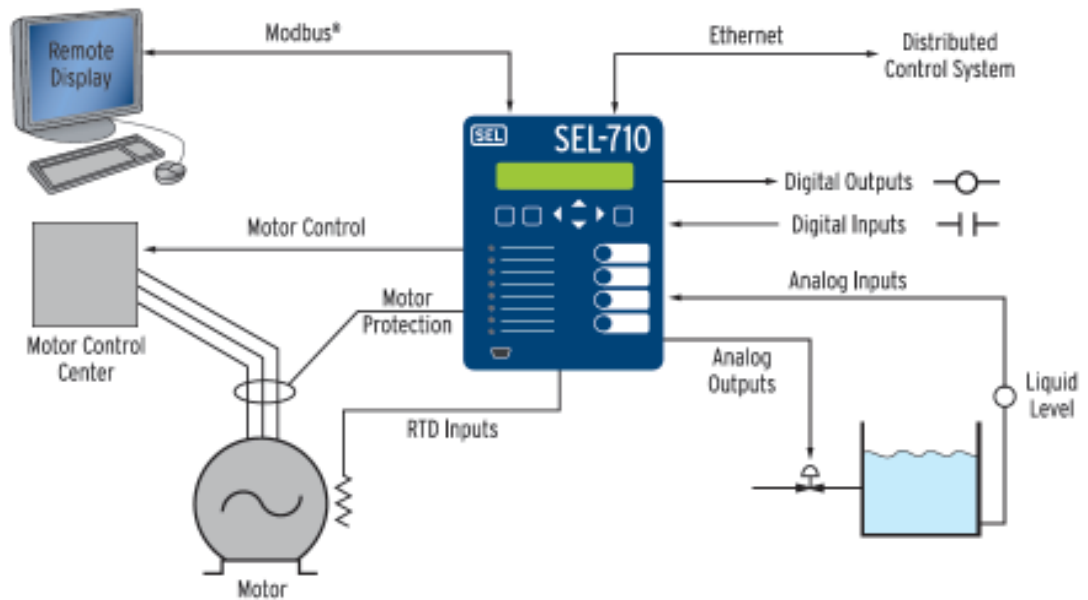 Modbus®
Ethernet
Remote
Display
Distributed
Control System
SEL
SEL-710
Digital Outputs
Motor Control
Digital Inputs
Analog Inputs
Motor
Protection
Motor Control
Center
Analog
Outputs
Liquid
Level
RTD Inputs
Motor